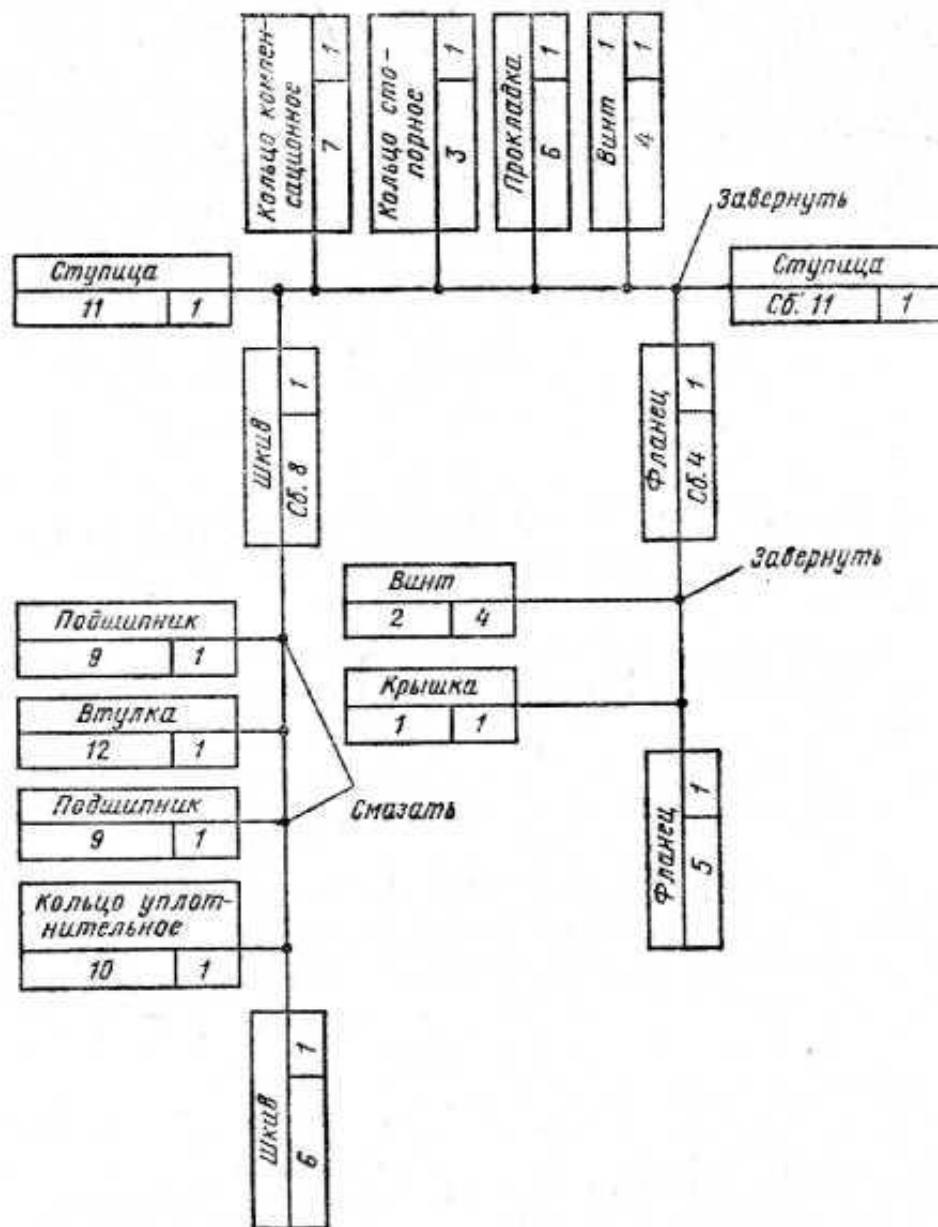 Кольцо компен-
сационное
7 1
Кольцо сто-
порное
3 1
Прокладка
6 1
Винт 1
4 1
Завернуть
Ступица
11 1
Ступица
Сб. 11 1
Шкив
Сб. 8 1
Фланец
Сб. 4 1
Завернуть
Винт
2 4
Крышка
1 1
Подшипник
9 1
Втулка
12 1
Подшипник
9 1
Смазать
Кольцо уплот-
нительное
10 1
Фланец
5 1
Шкив
6 1